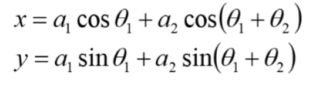 x = a₁ cos θ₁ + a₂ cos(θ₁ + θ₂)
y = a₁ sin θ₁ + a₂ sin(θ₁ + θ₂)